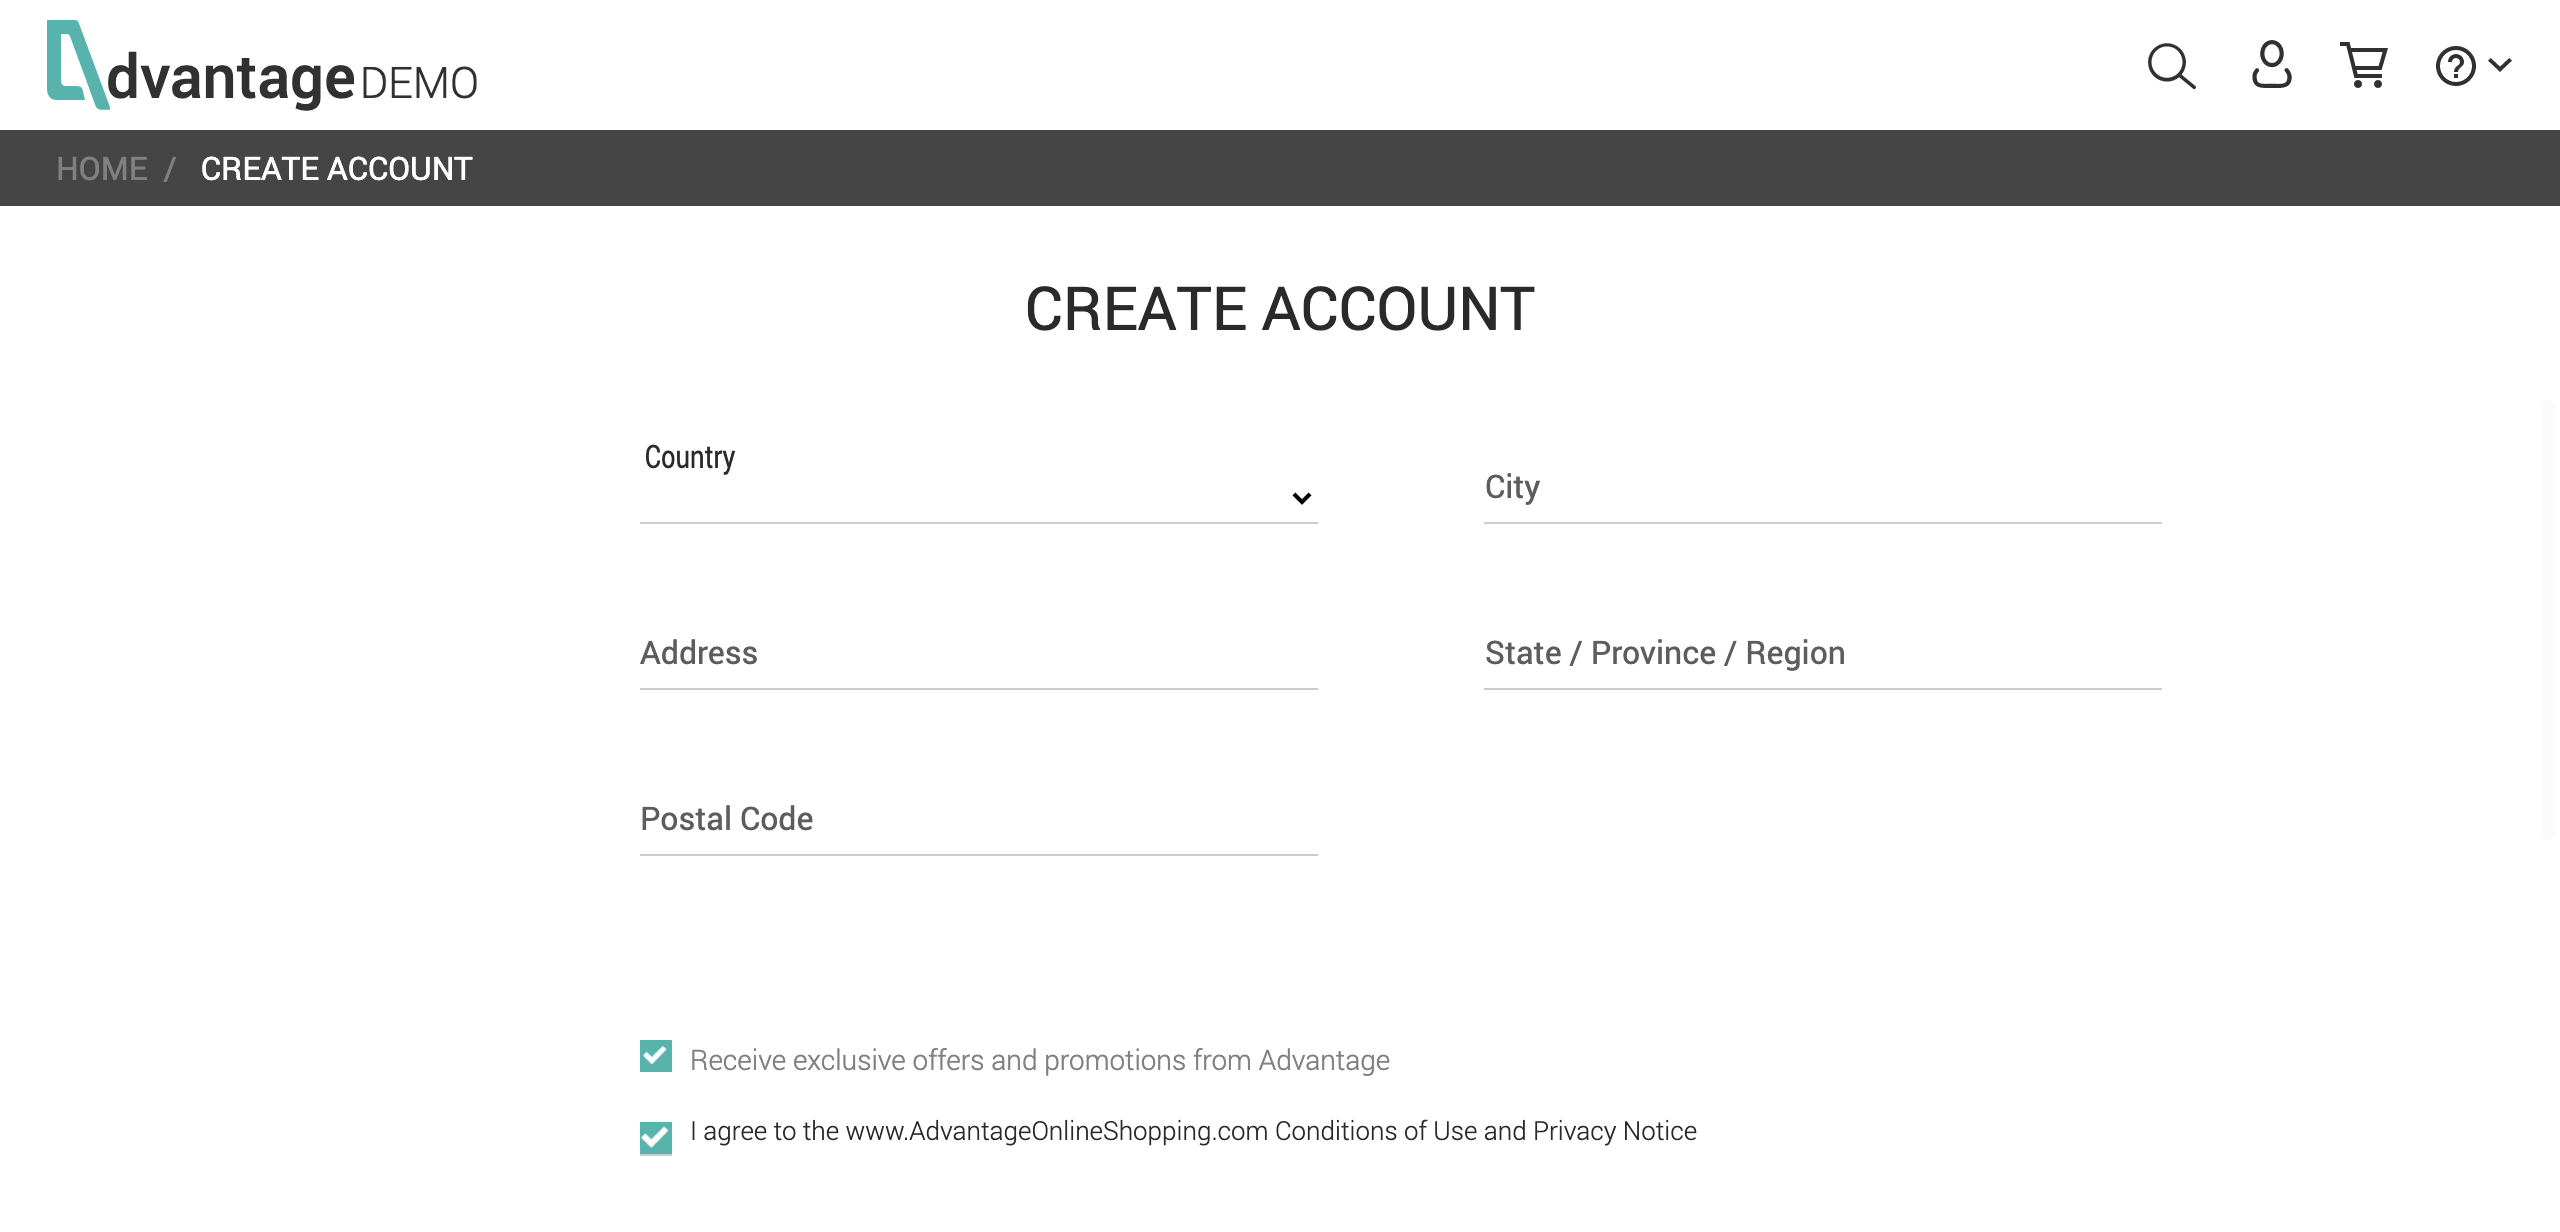 dvantage DEMO
HOME / CREATE ACCOUNT
CREATE ACCOUNT
Country
City
Address
State / Province / Region
Postal Code
Receive exclusive offers and promotions from Advantage
I agree to the www.AdvantageOnlineShopping.com Conditions of Use and Privacy Notice